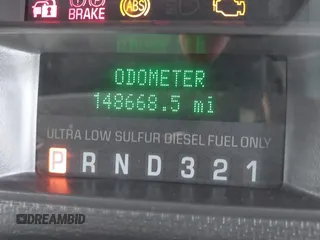 BRAKE
ABS
ODOMETER
148668.5 mi
ULTRA LOW SULFUR DIESEL FUEL ONLY
P R N D 3 2 1
DREAMBID